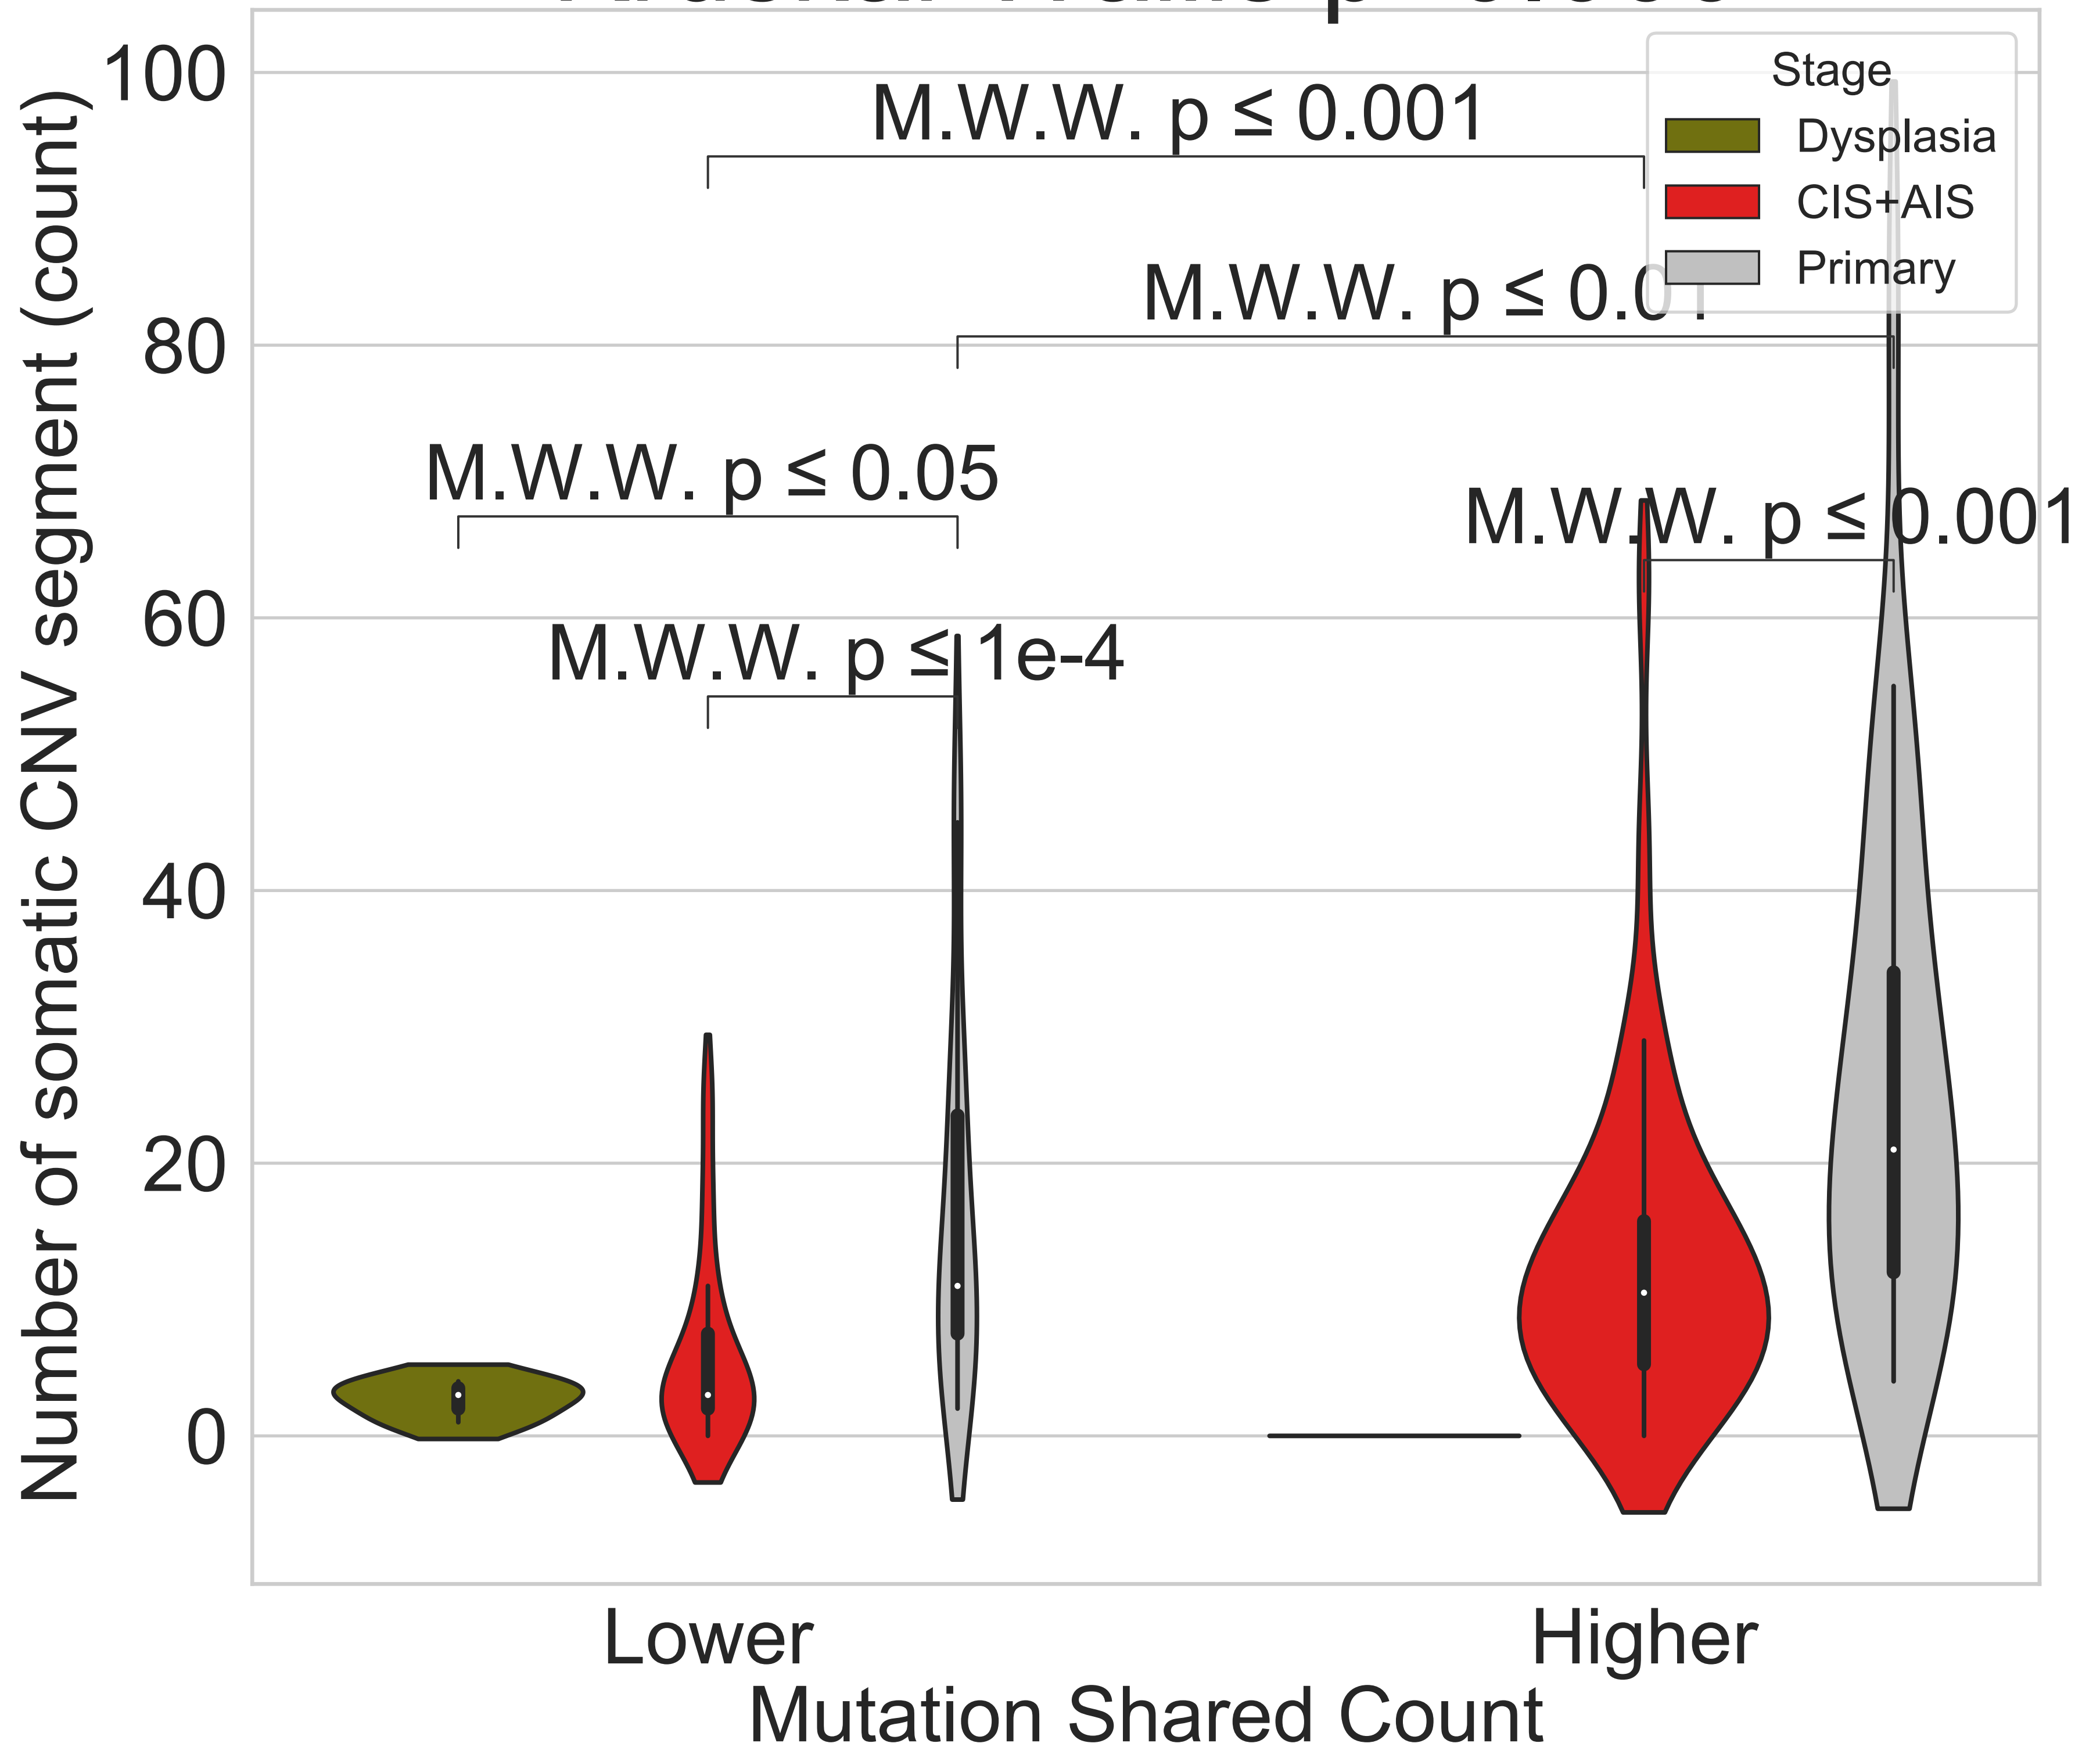 Number of somatic CNV segment (count)
100
80
60
40
20
0
M.W.W. p ≤ 0.001
M.W.W. p ≤ 0.01
M.W.W. p ≤ 0.05
M.W.W. p ≤ 0.001
M.W.W. p ≤ 1e-4
Stage
Dysplasia
CIS+AIS
Primary
Lower
Higher
Mutation Shared Count